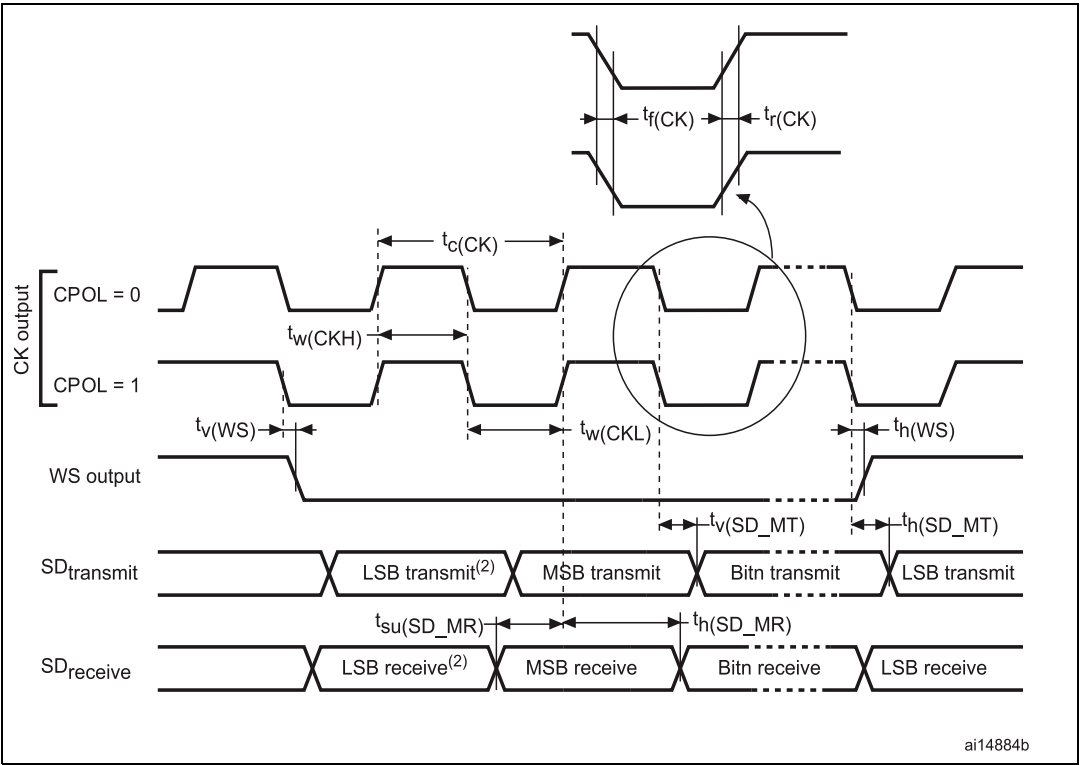 tf(CK)
tr(CK)
tc(CK)
CK output
CPOL = 0
tw(CKH)
CPOL = 1
tv(WS)
tw(CKL)
th(WS)
WS output
tv(SD_MT)
th(SD_MT)
SDtransmit
LSB transmit(2)
MSB transmit
Bitn transmit
LSB transmit
tsu(SD_MR)
th(SD_MR)
SDreceive
LSB receive(2)
MSB receive
Bitn receive
LSB receive
ai14884b